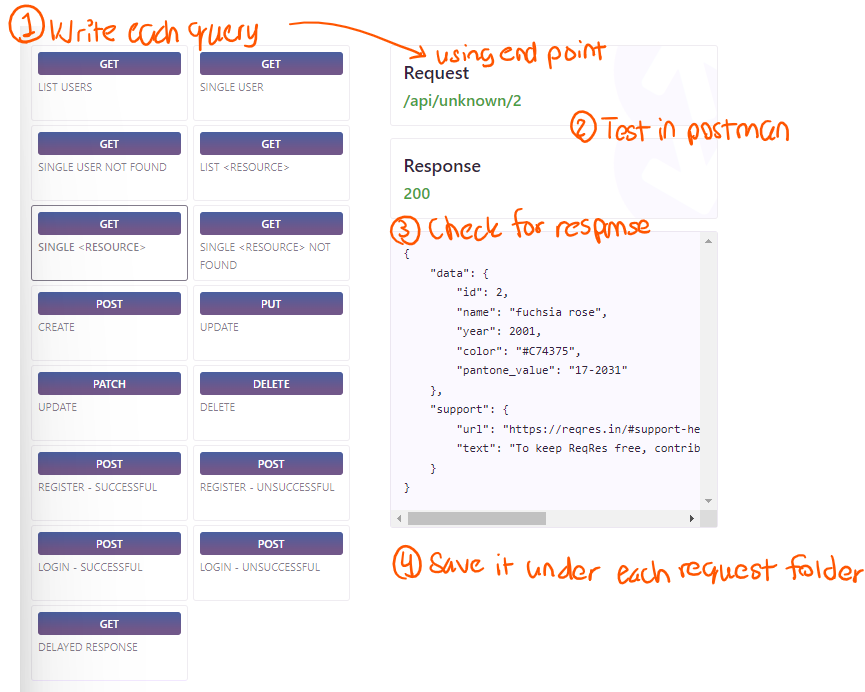 ① Write each query
using end point
GET
LIST USERS
GET
SINGLE USER
GET
SINGLE USER NOT FOUND
GET
LIST <RESOURCE>
GET
SINGLE <RESOURCE>
GET
SINGLE <RESOURCE> NOT
FOUND
POST
CREATE
PUT
UPDATE
PATCH
UPDATE
DELETE
DELETE
POST
REGISTER - SUCCESSFUL
POST
REGISTER - UNSUCCESSFUL
POST
LOGIN - SUCCESSFUL
POST
LOGIN - UNSUCCESSFUL
GET
DELAYED RESPONSE
Request
/api/unknown/2
② Test in postman
Response
200
③ Check for response
{
"data": {
"id": 2,
"name": "fuchsia rose",
"year": 2001,
"color": "#C74375",
"pantone_value": "17-2031"
},
"support": {
"url": "https://reqres.in/#support-he
"text": "To keep ReqRes free, contrib
}
}
④ Save it under each request folder